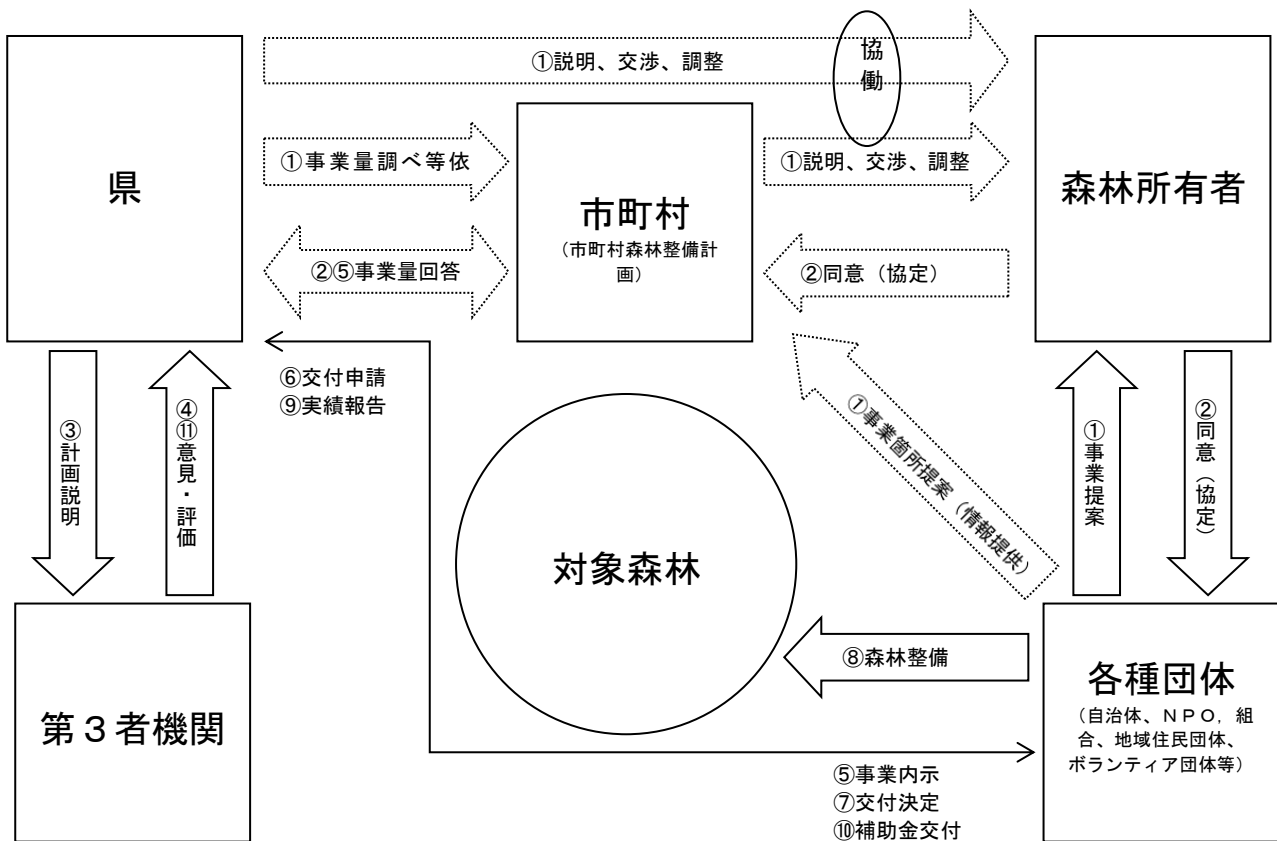 ①説明、交渉、調整
協
働
県
①事業量調べ等依
①説明、交渉、調整
市町村
(市町村森林整備計
画)
森林所有者
②⑤事業量回答
②同意（協定）
⑥交付申請
⑨実績報告
③計画説明
④⑪意見・評価
①事業箇所提案（情報提供）
①事業提案
②同意（協定）
対象森林
⑧森林整備
第３者機関
各種団体
（自治体、ＮＰＯ，組
合、地域住民団体、
ボランティア団体等）
⑤事業内示
⑦交付決定
⑩補助金交付